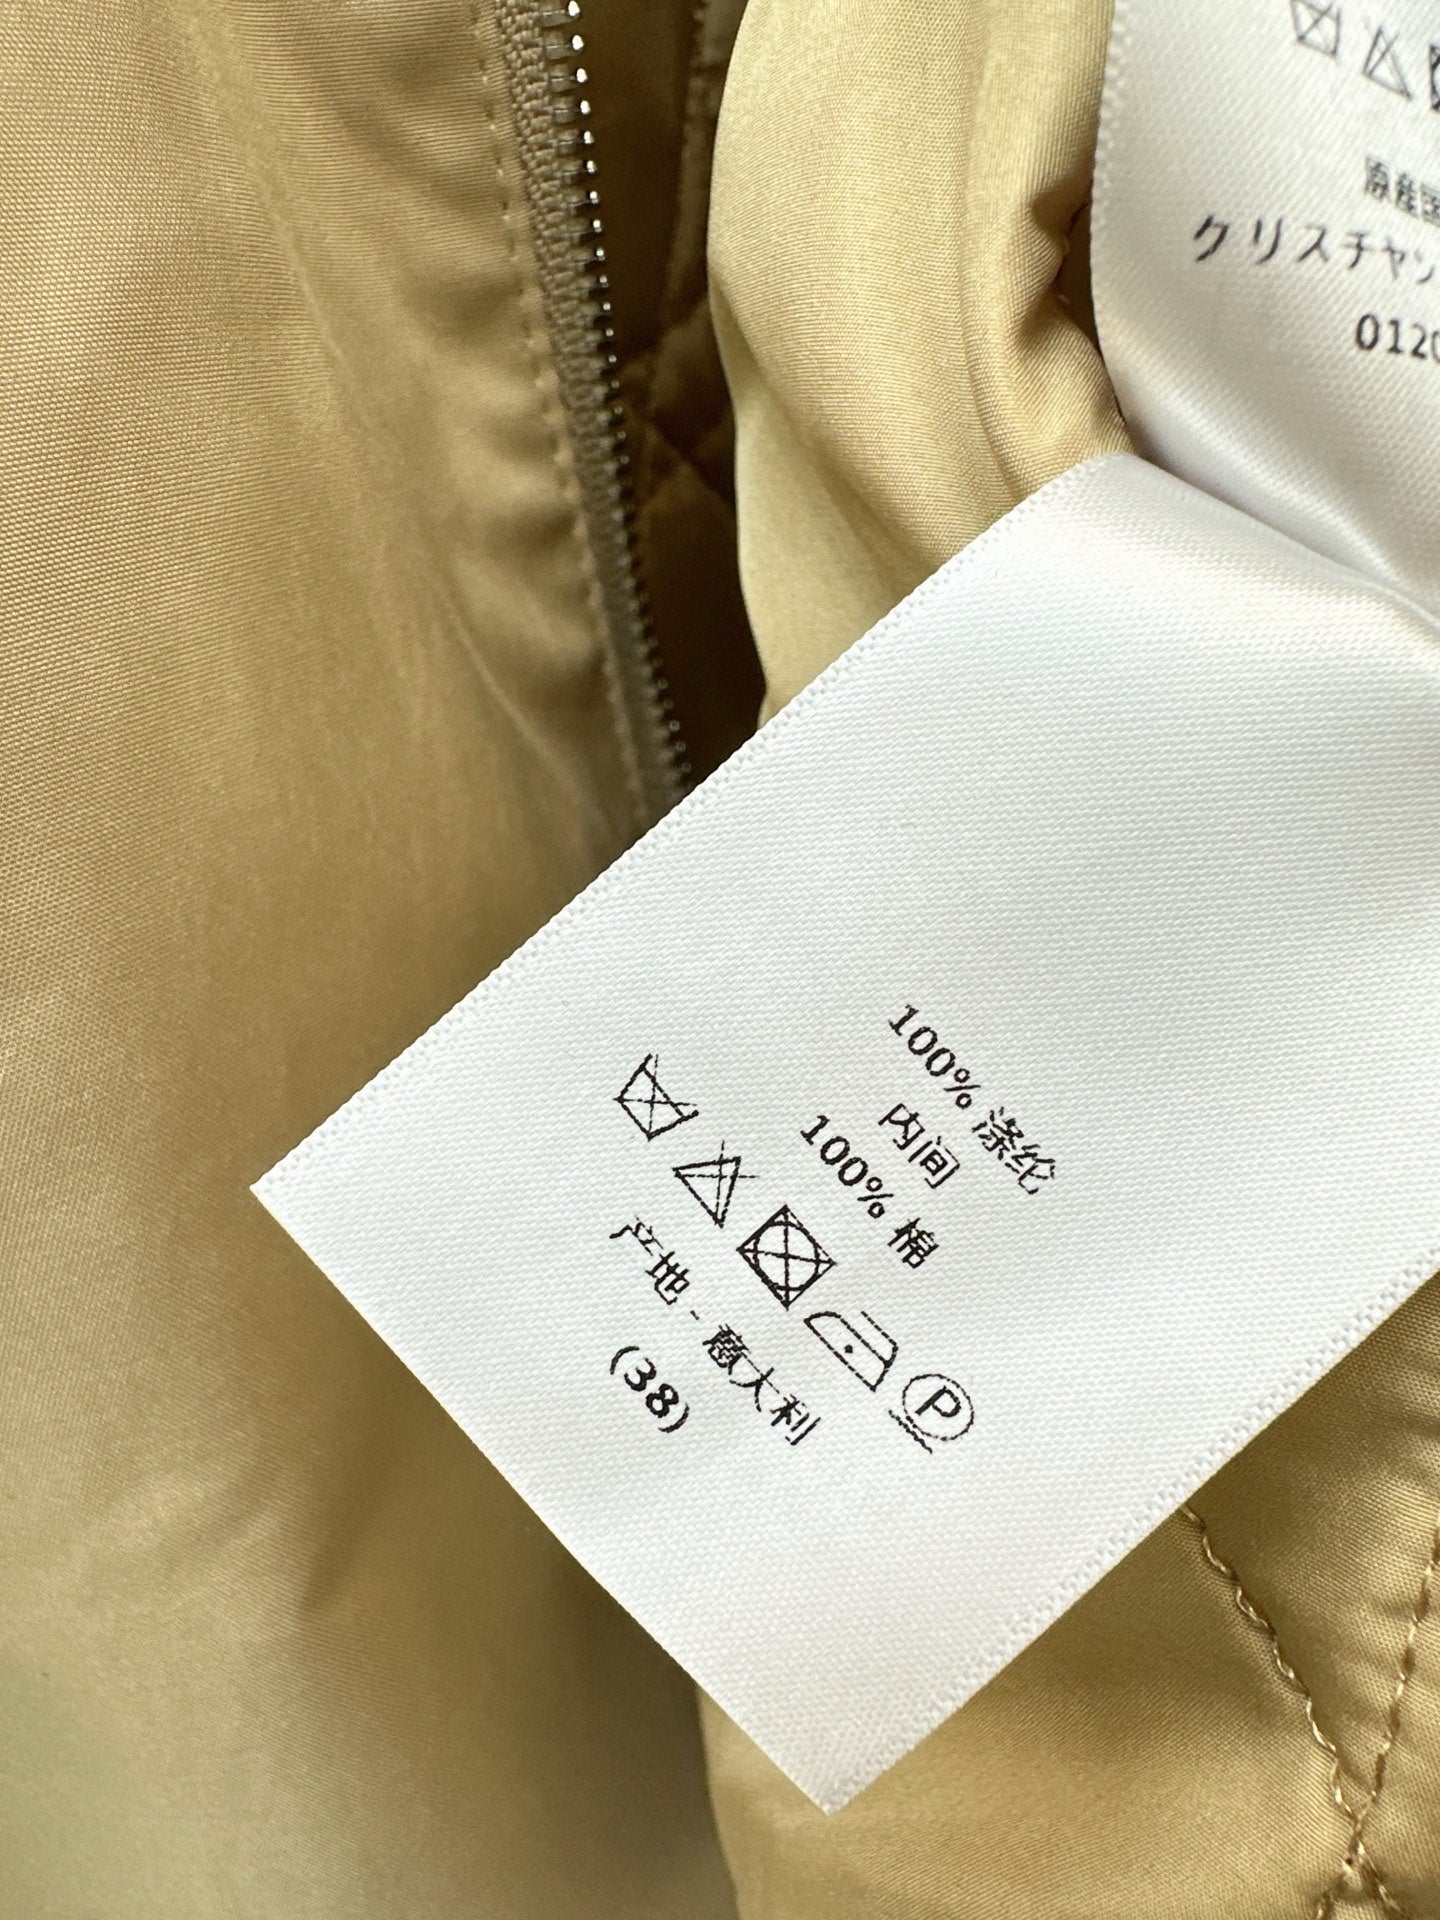 原産国
クリスチャン
0120
100% 涤纶
内间
100% 棉
P
产地 - 意大利
(38)